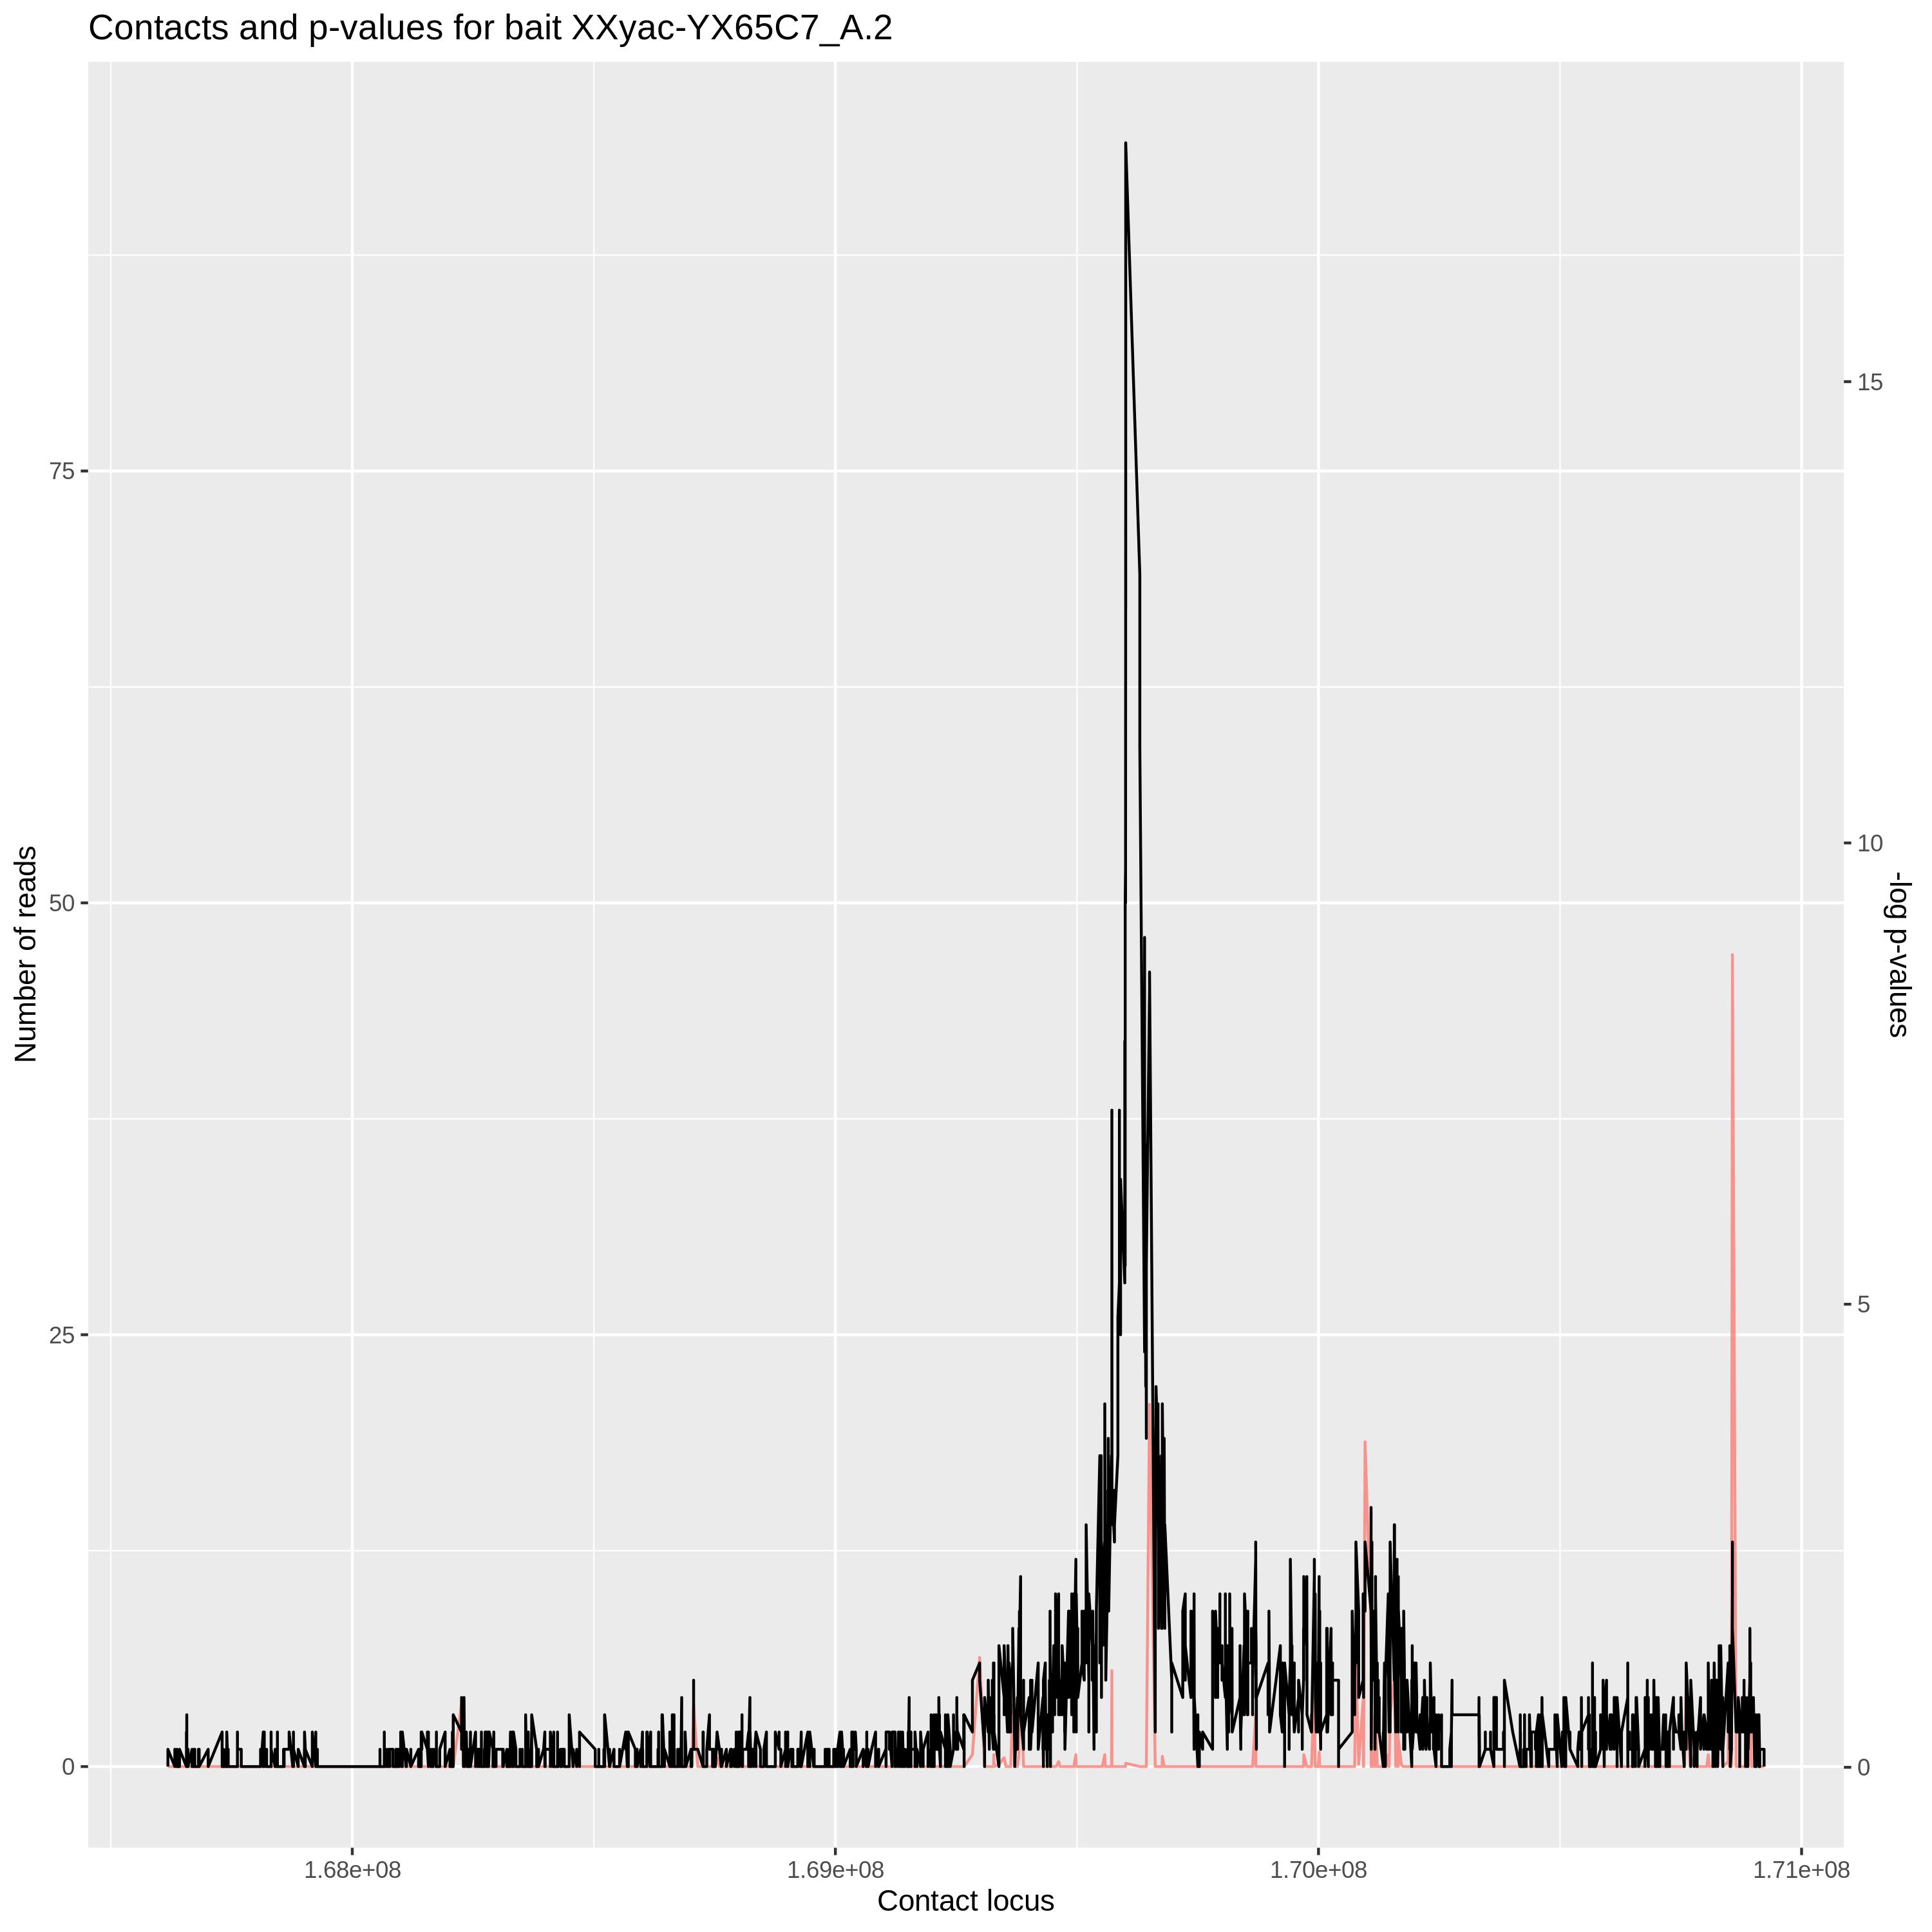 Contacts and p-values for bait XXyac-YX65C7_A.2
75
50
25
0
15
10
5
0
Number of reads
-log p-values
1.68e+08
1.69e+08
1.70e+08
1.71e+08
Contact locus